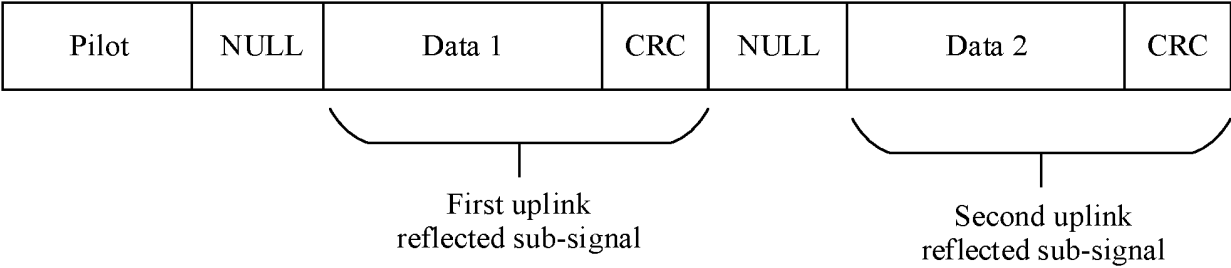 Pilot NULL Data 1 CRC NULL Data 2 CRC
First uplink
reflected sub-signal
Second uplink
reflected sub-signal